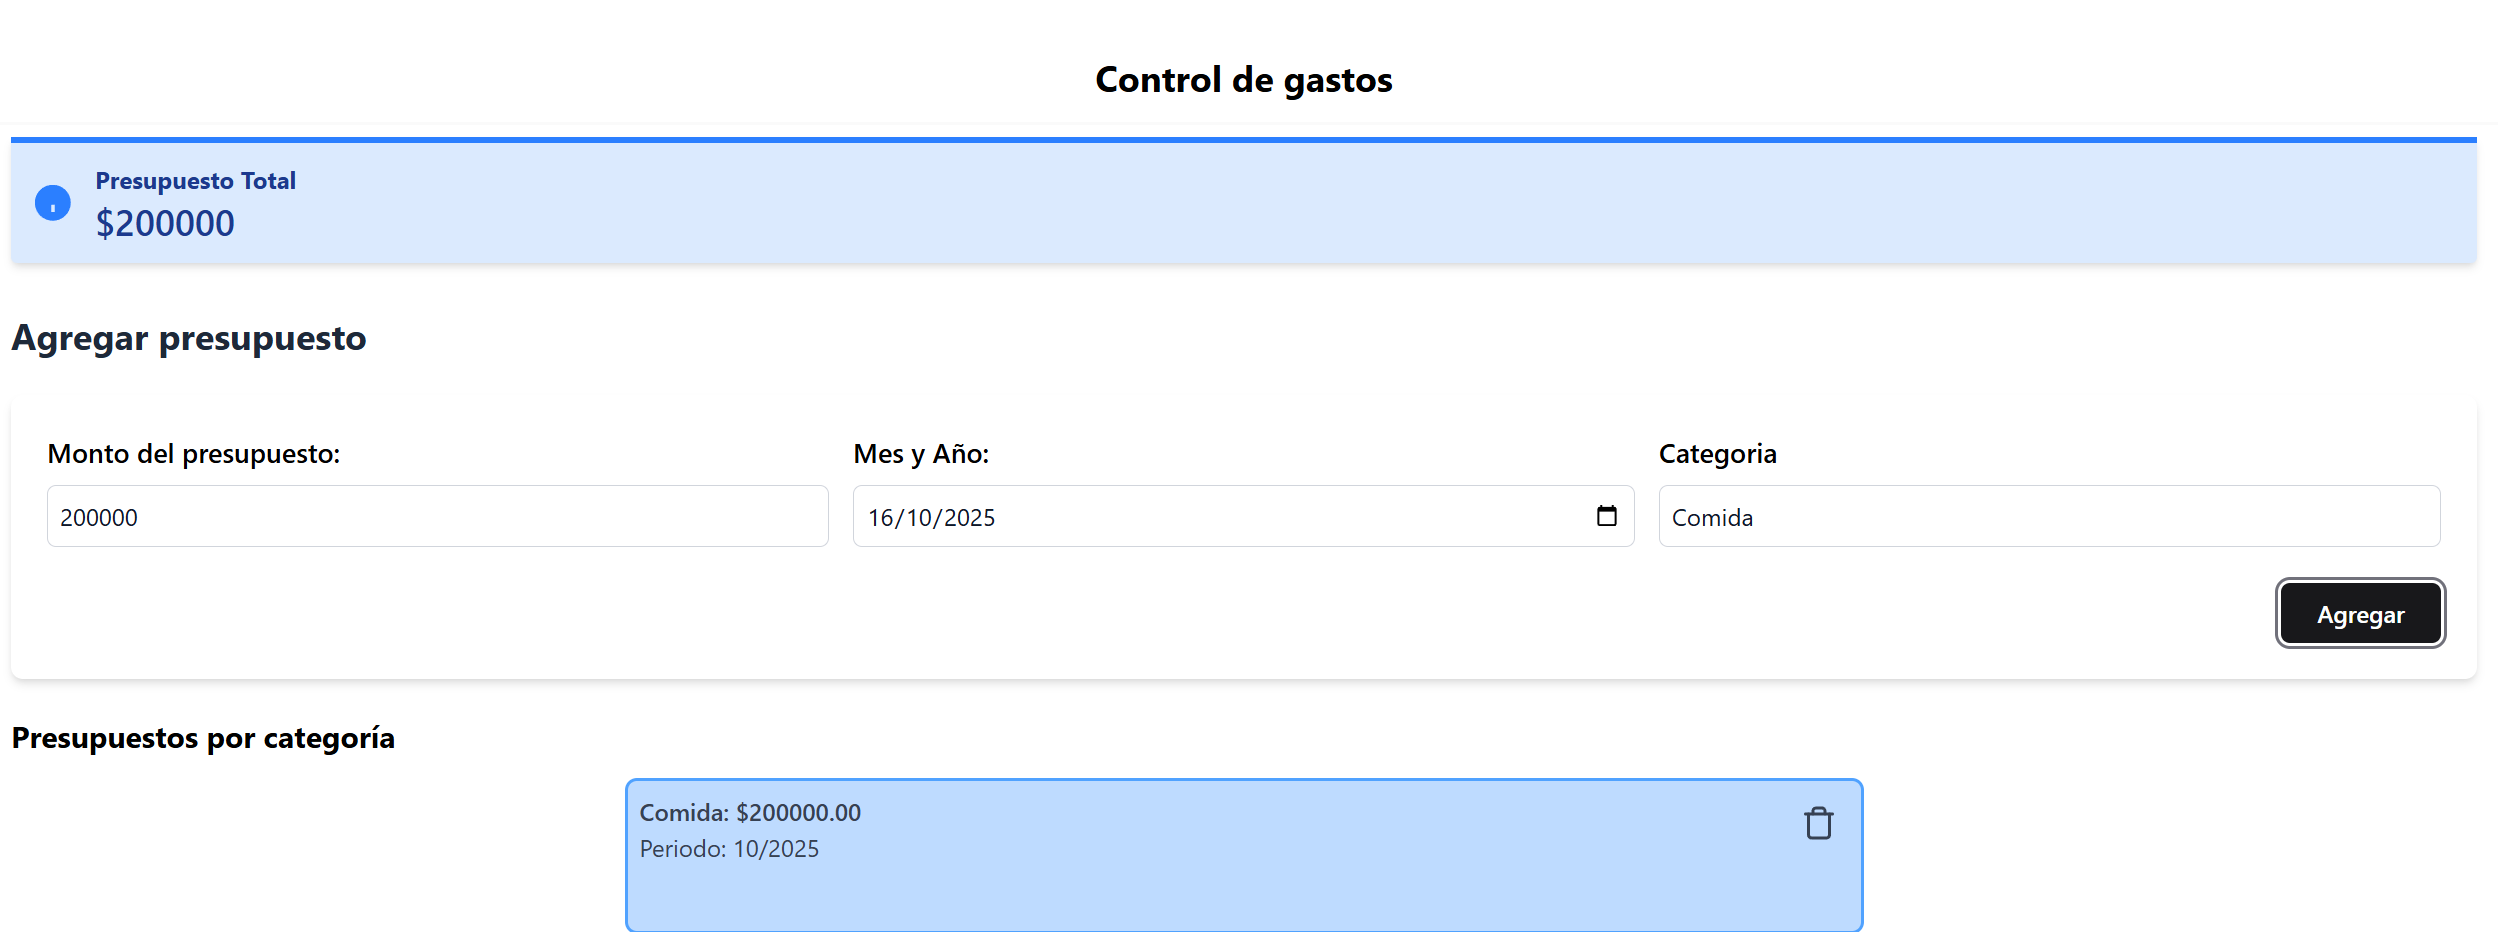 Control de gastos
Presupuesto Total
$200000
Agregar presupuesto
Monto del presupuesto:
Mes y Año:
Categoria
200000
16/10/2025
Comida
Agregar
Presupuestos por categoría
Comida: $200000.00
Periodo: 10/2025